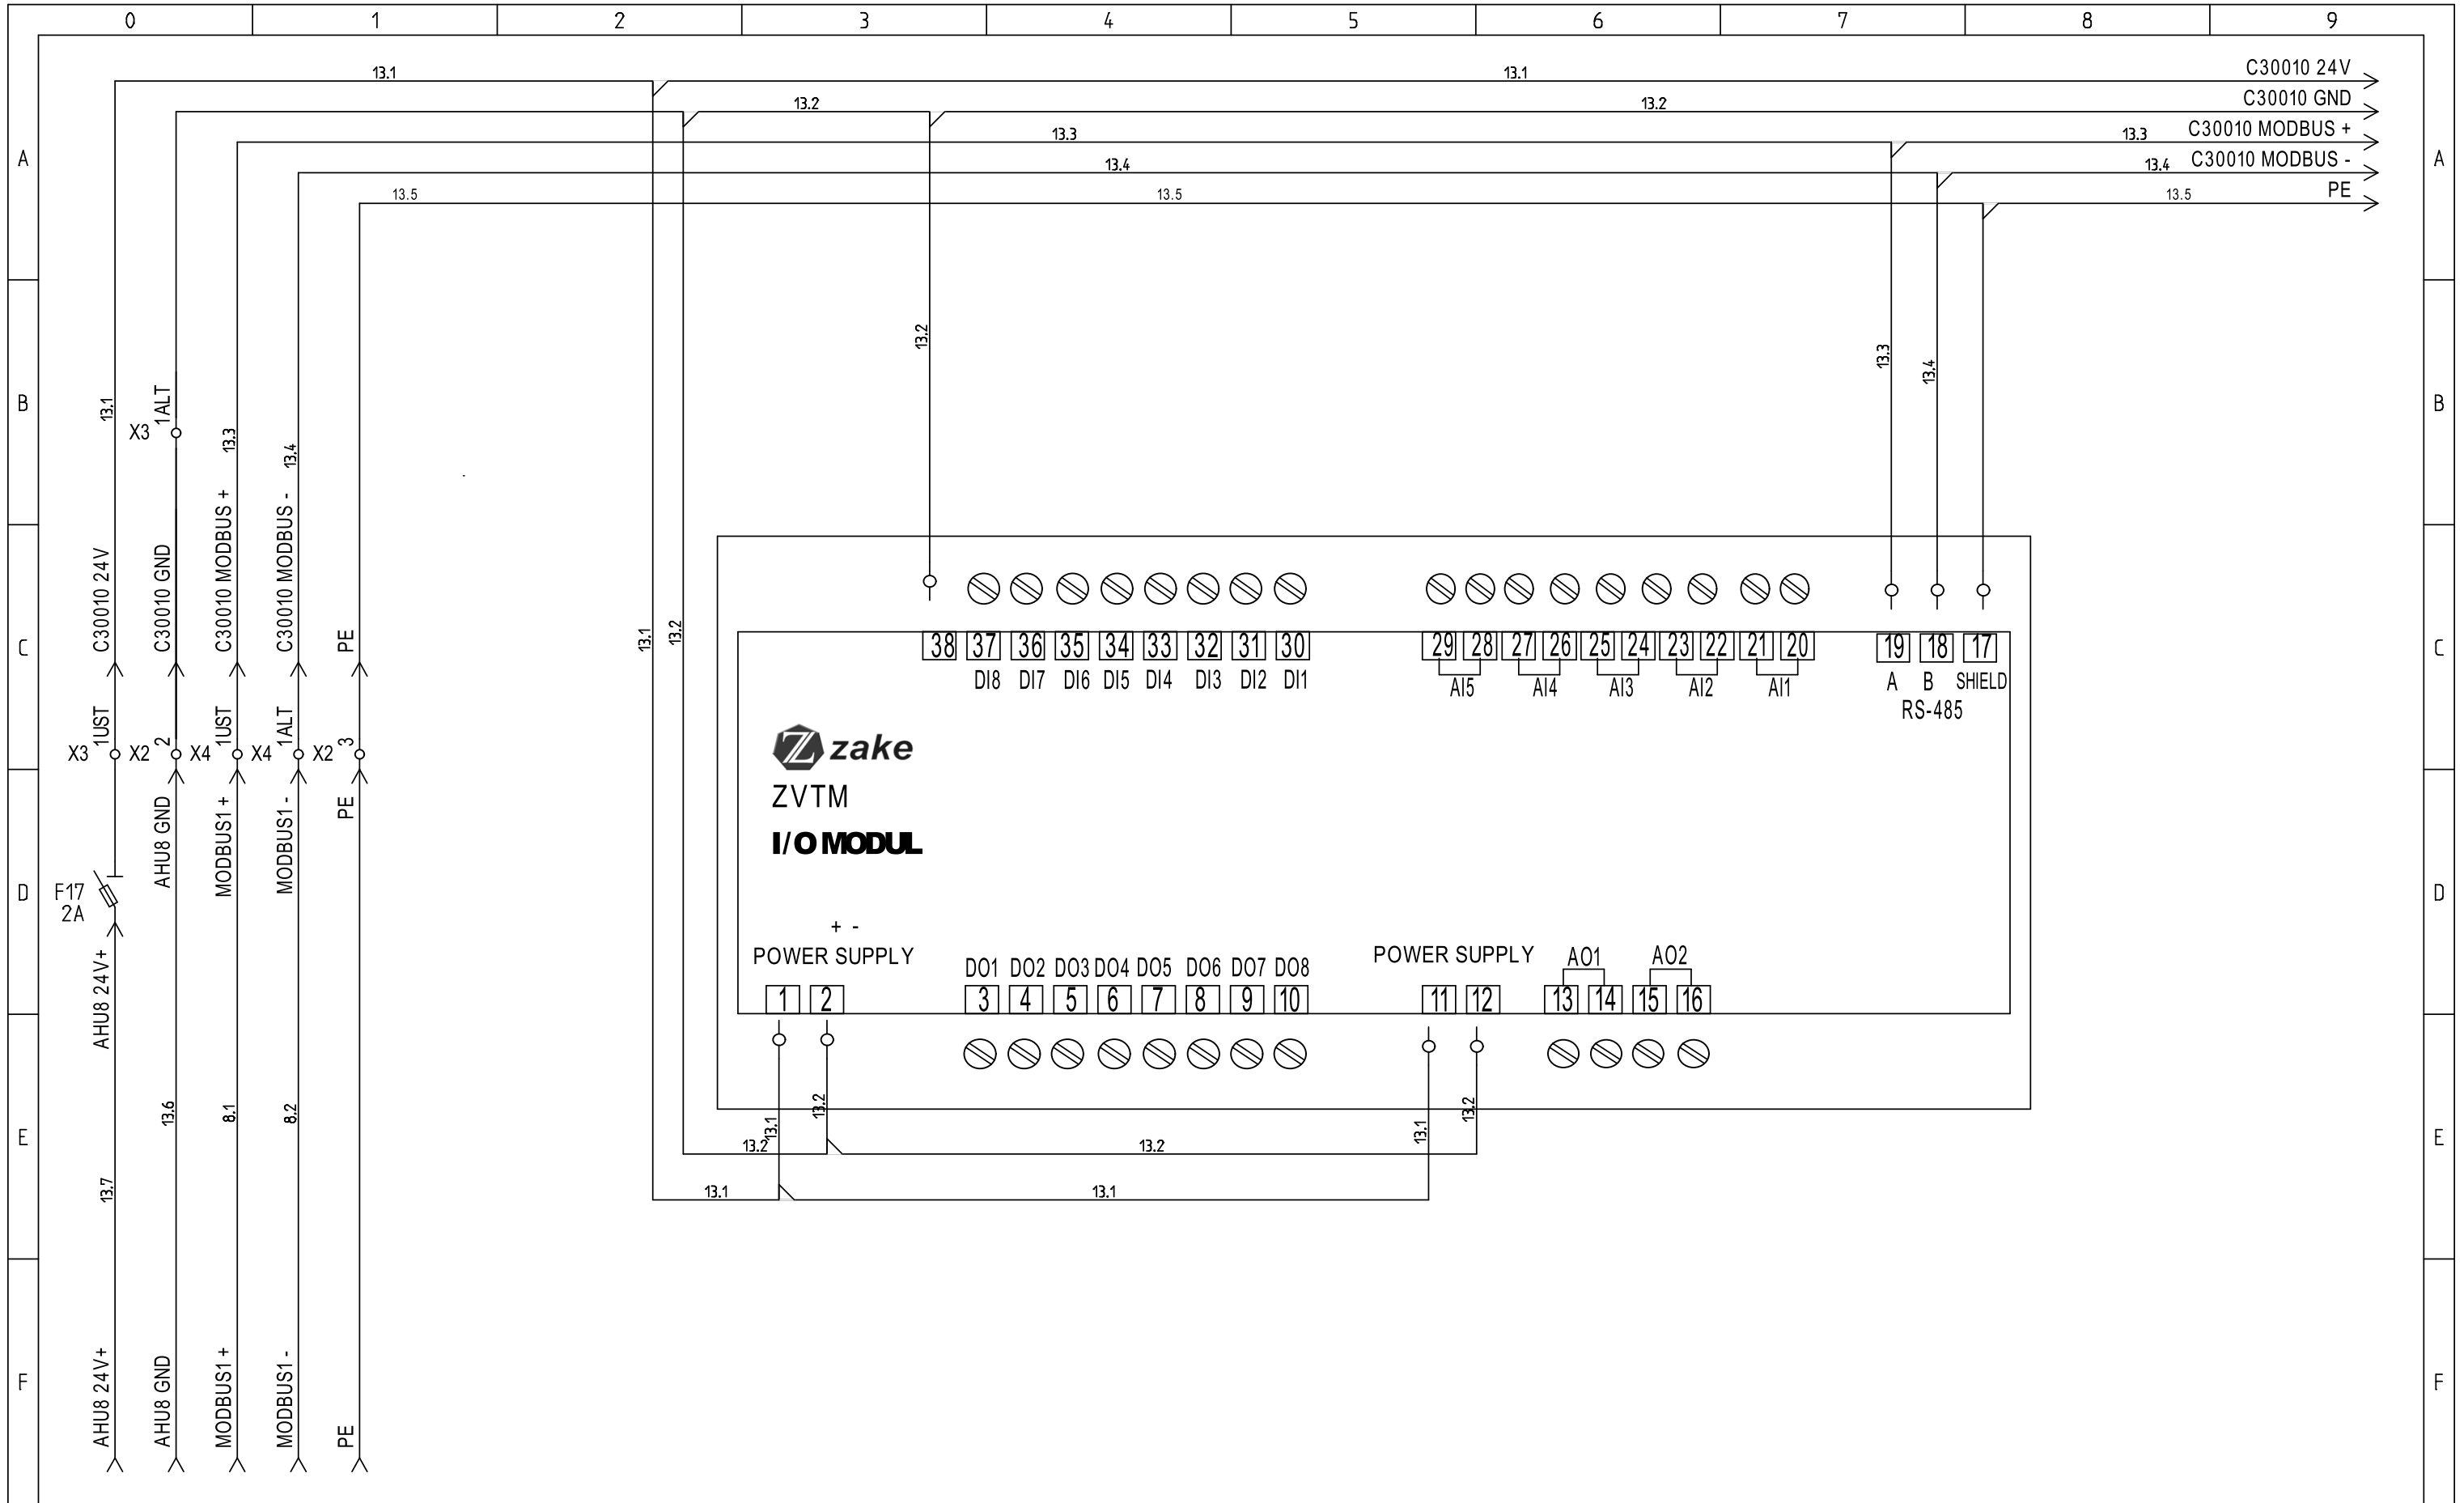 0 1 2 3 4 5 6 7 8 9
13.1 13.1 C30010 24V
13.2 13.2 C30010 GND
13.3 13.3 C30010 MODBUS +
13.4 13.4 C30010 MODBUS -
13.5 13.5 13.5 PE
A A
B B
13.1
X3 1ALT
13.3
13.4
13.2
13.3
13.4
C30010 24V
C30010 GND
C30010 MODBUS +
C30010 MODBUS -
PE
C C
13.1
13.2
38 37 36 35 34 33 32 31 30 29 28 27 26 25 24 23 22 21 20 19 18 17
DI8 DI7 DI6 DI5 DI4 DI3 DI2 DI1 AI5 AI4 AI3 AI2 AI1 A B SHIELD
RS-485
X3 1UST
X2 2
X4 1UST
X4 1ALT
X2 3
Z zake
ZVTM
I/O MODUL
AHU8 GND
MODBUS1 +
MODBUS1 -
PE
D D
F17
2A
AHU8 24V+
+ -
POWER SUPPLY
DO1 DO2 DO3 DO4 DO5 DO6 DO7 DO8
POWER SUPPLY
AO1 AO2
1 2 3 4 5 6 7 8 9 10 11 12 13 14 15 16
13.6
8.1
8.2
13.1
13.2
13.1
13.2
E E
13.2 13.2
13.7
13.1 13.1
F F
AHU8 24V+
AHU8 GND
MODBUS1 +
MODBUS1 -
PE